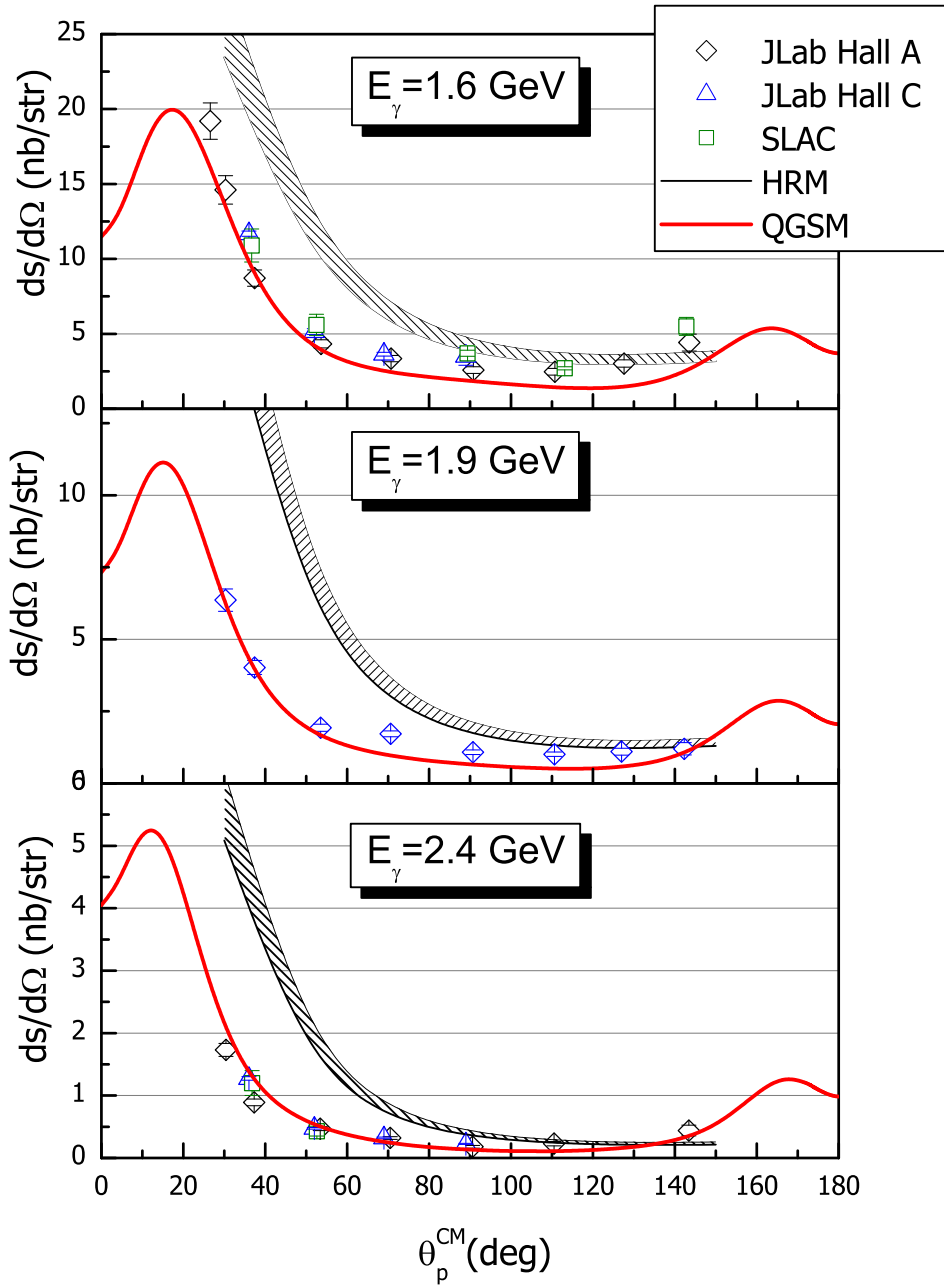 JLab Hall A
JLab Hall C
SLAC
HRM
QGSM
25
20
15
10
5
0
ds/dΩ (nb/str)
E_γ=1.6 GeV
10
5
0
ds/dΩ (nb/str)
E_γ=1.9 GeV
6
5
4
3
2
1
0
ds/dΩ (nb/str)
E_γ=2.4 GeV
0 20 40 60 80 100 120 140 160 180
θ_p^CM(deg)